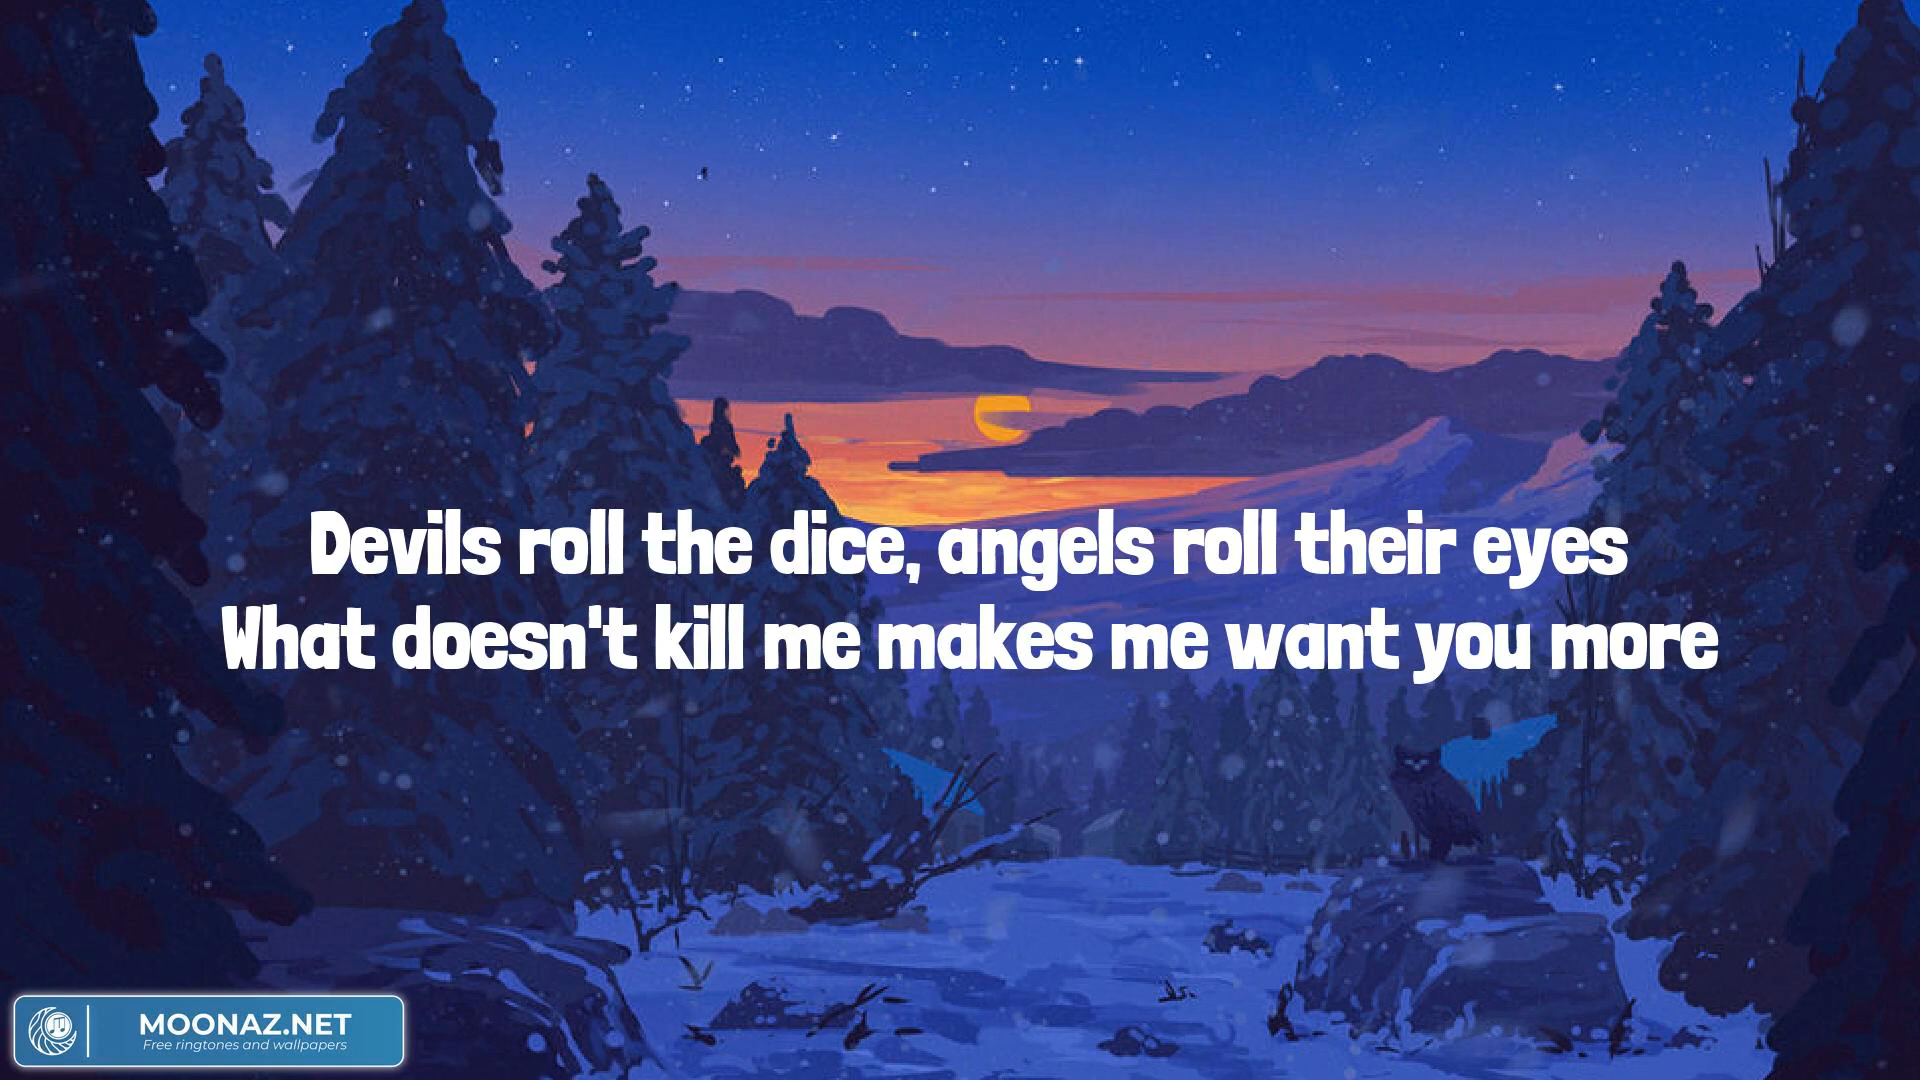 Devils roll the dice, angels roll their eyes
What doesn't kill me makes me want you more
MOONAZ.NET
Free ringtones and wallpapers